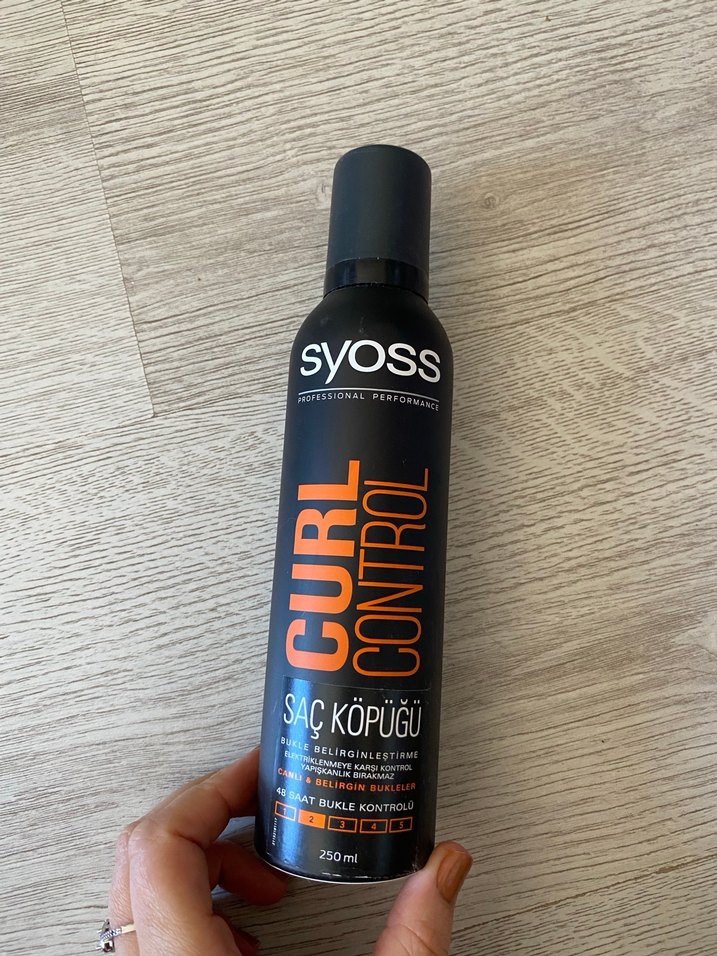 syoss
PROFESSIONAL PERFORMANCE
CURL
CONTROL
SAÇ KÖPÜĞÜ
BUKLE BELİRGİNLEŞTİRME
ELEKTRİKLENMEYE KARŞI KONTROL
YAPIŞKANLIK BIRAKMAZ
CANLI & BELİRGİN BUKLELER
48 SAAT BUKLE KONTROLÜ
1 2 3 4 5
250 ml